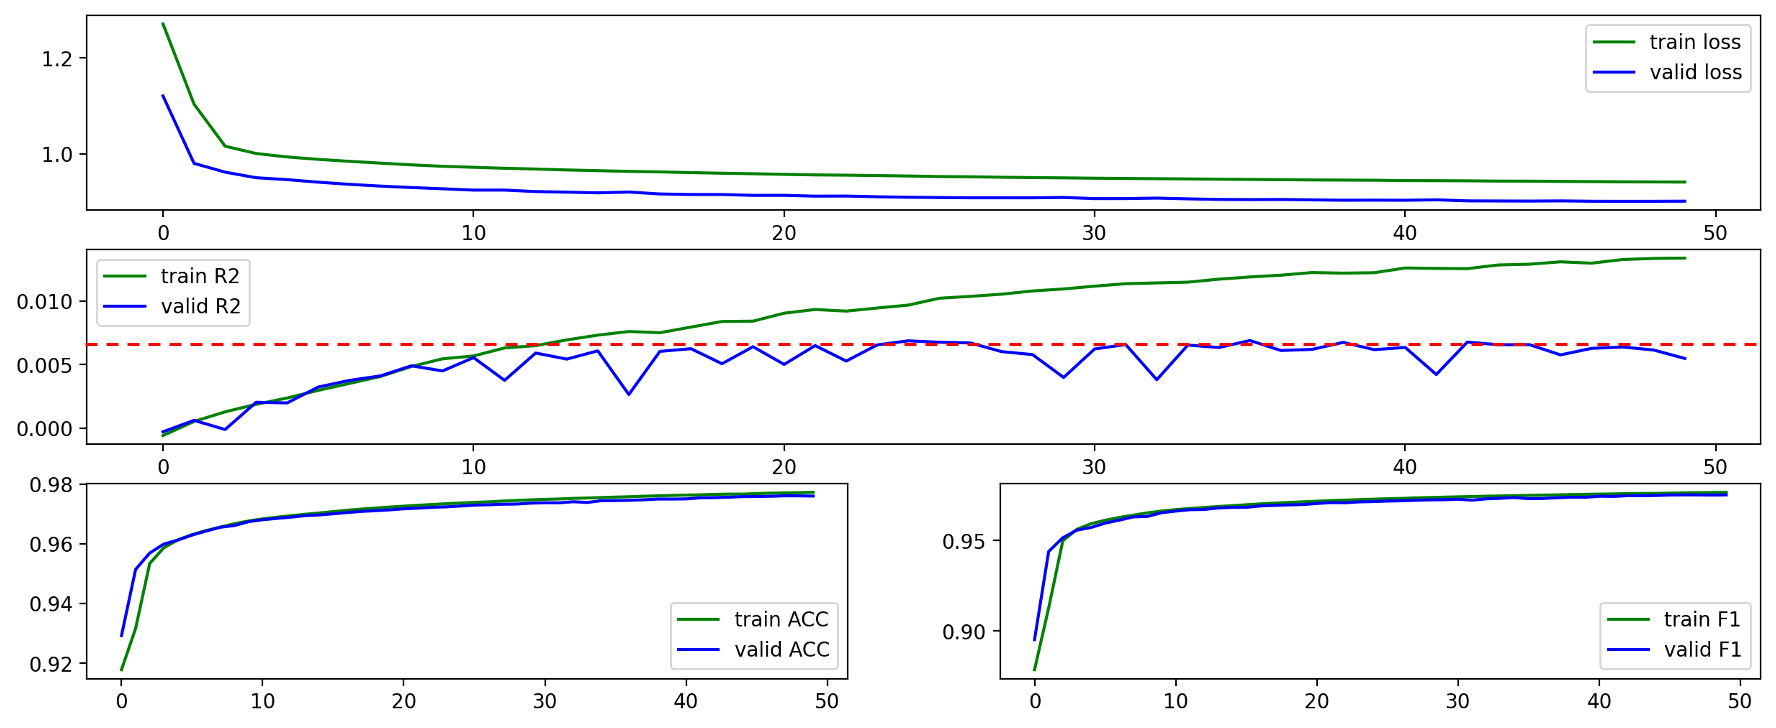 1.2
1.0
train loss
valid loss
0 10 20 30 40 50
0.010
0.005
0.000
train R2
valid R2
0 10 20 30 40 50
0.98
0.96
0.94
0.92
train ACC
valid ACC
0 10 20 30 40 50
0.95
0.90
train F1
valid F1
0 10 20 30 40 50